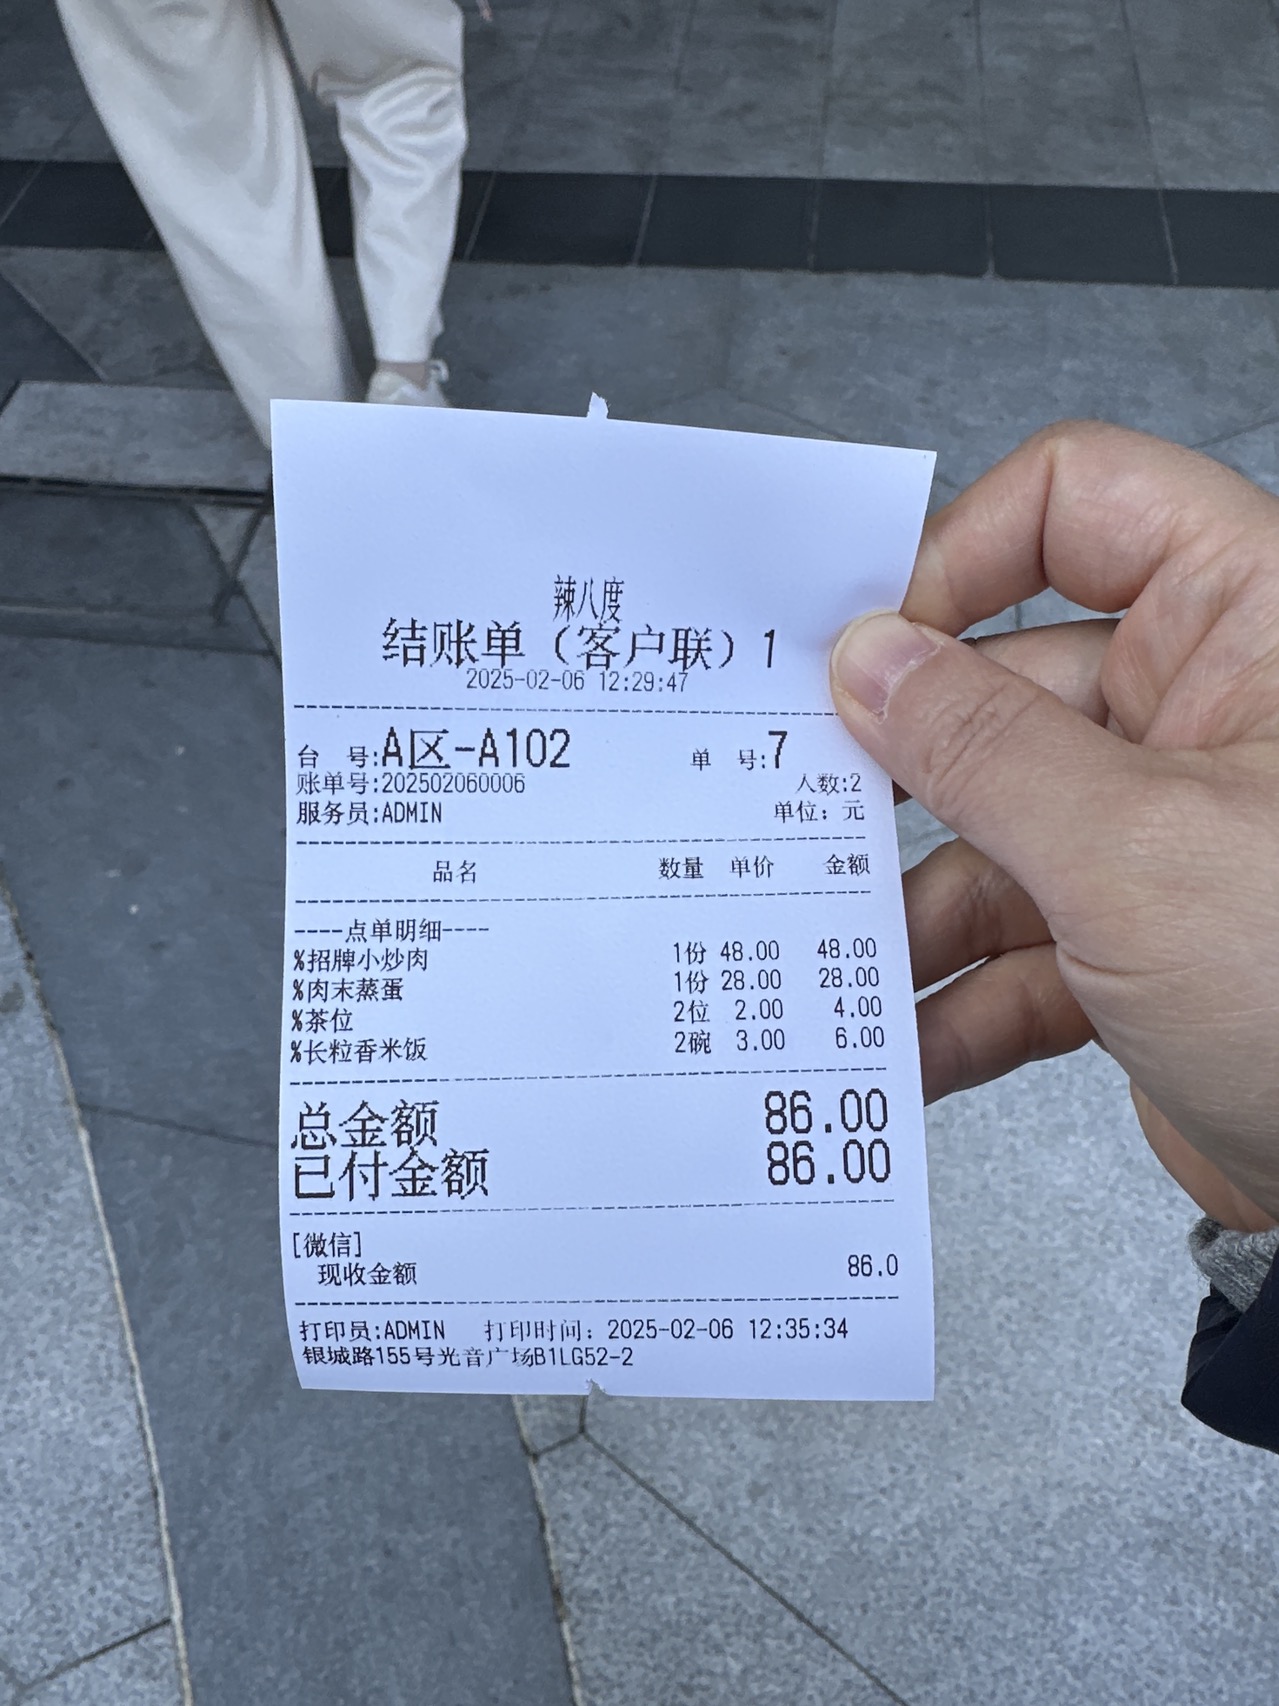 辣八度
结账单（客户联）1
2025-02-06 12:29:47
台 号:A区-A102 单 号:7
账单号:202502060006 人数:2
服务员:ADMIN 单位：元
品名 数量 单价 金额
----点单明细----
%招牌小炒肉 1份 48.00 48.00
%肉末蒸蛋 1份 28.00 28.00
%茶位 2位 2.00 4.00
%长粒香米饭 2碗 3.00 6.00
总金额 86.00
已付金额 86.00
[微信]
现收金额 86.0
打印员:ADMIN 打印时间：2025-02-06 12:35:34
银城路155号光音广场B1LG52-2